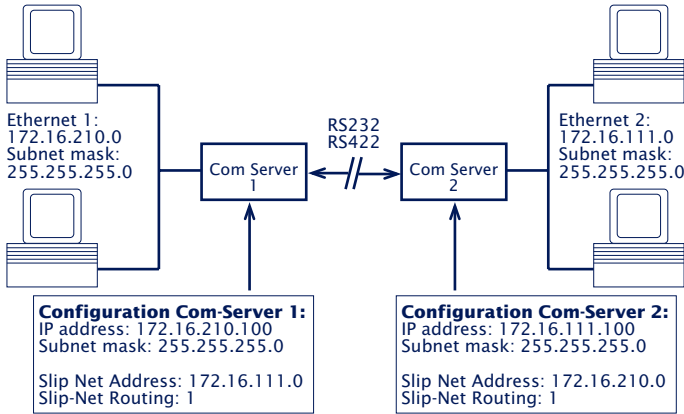 Ethernet 1:
172.16.210.0
Subnet mask:
255.255.255.0
RS232
RS422
Ethernet 2:
172.16.111.0
Subnet mask:
255.255.255.0
Com Server
1
Com Server
2
Configuration Com-Server 1:
IP address: 172.16.210.100
Subnet mask: 255.255.255.0
Slip Net Address: 172.16.111.0
Slip-Net Routing: 1
Configuration Com-Server 2:
IP address: 172.16.111.100
Subnet mask: 255.255.255.0
Slip Net Address: 172.16.210.0
Slip-Net Routing: 1